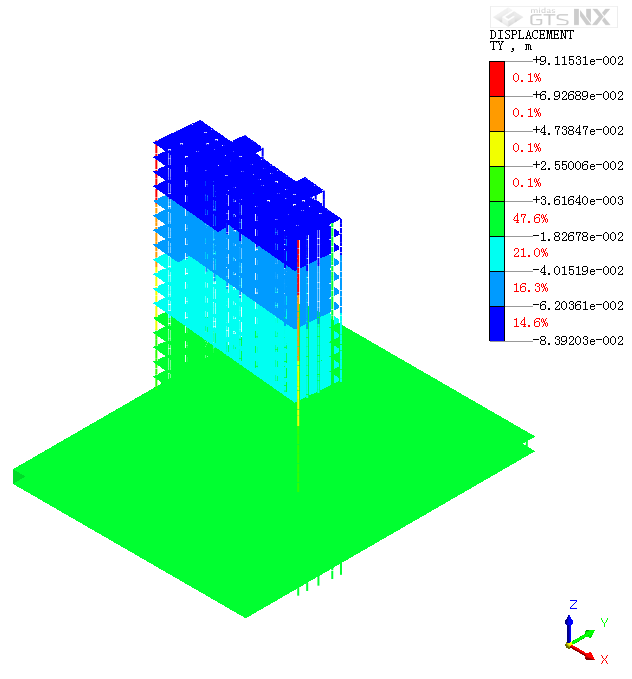 midas
GTS NX
DISPLACEMENT
TY , m
+9.11531e-002
0.1%
+6.92689e-002
0.1%
+4.73847e-002
0.1%
+2.55006e-002
0.1%
+3.61640e-003
47.6%
-1.82678e-002
21.0%
-4.01519e-002
16.3%
-6.20361e-002
14.6%
-8.39203e-002
Z
Y
X